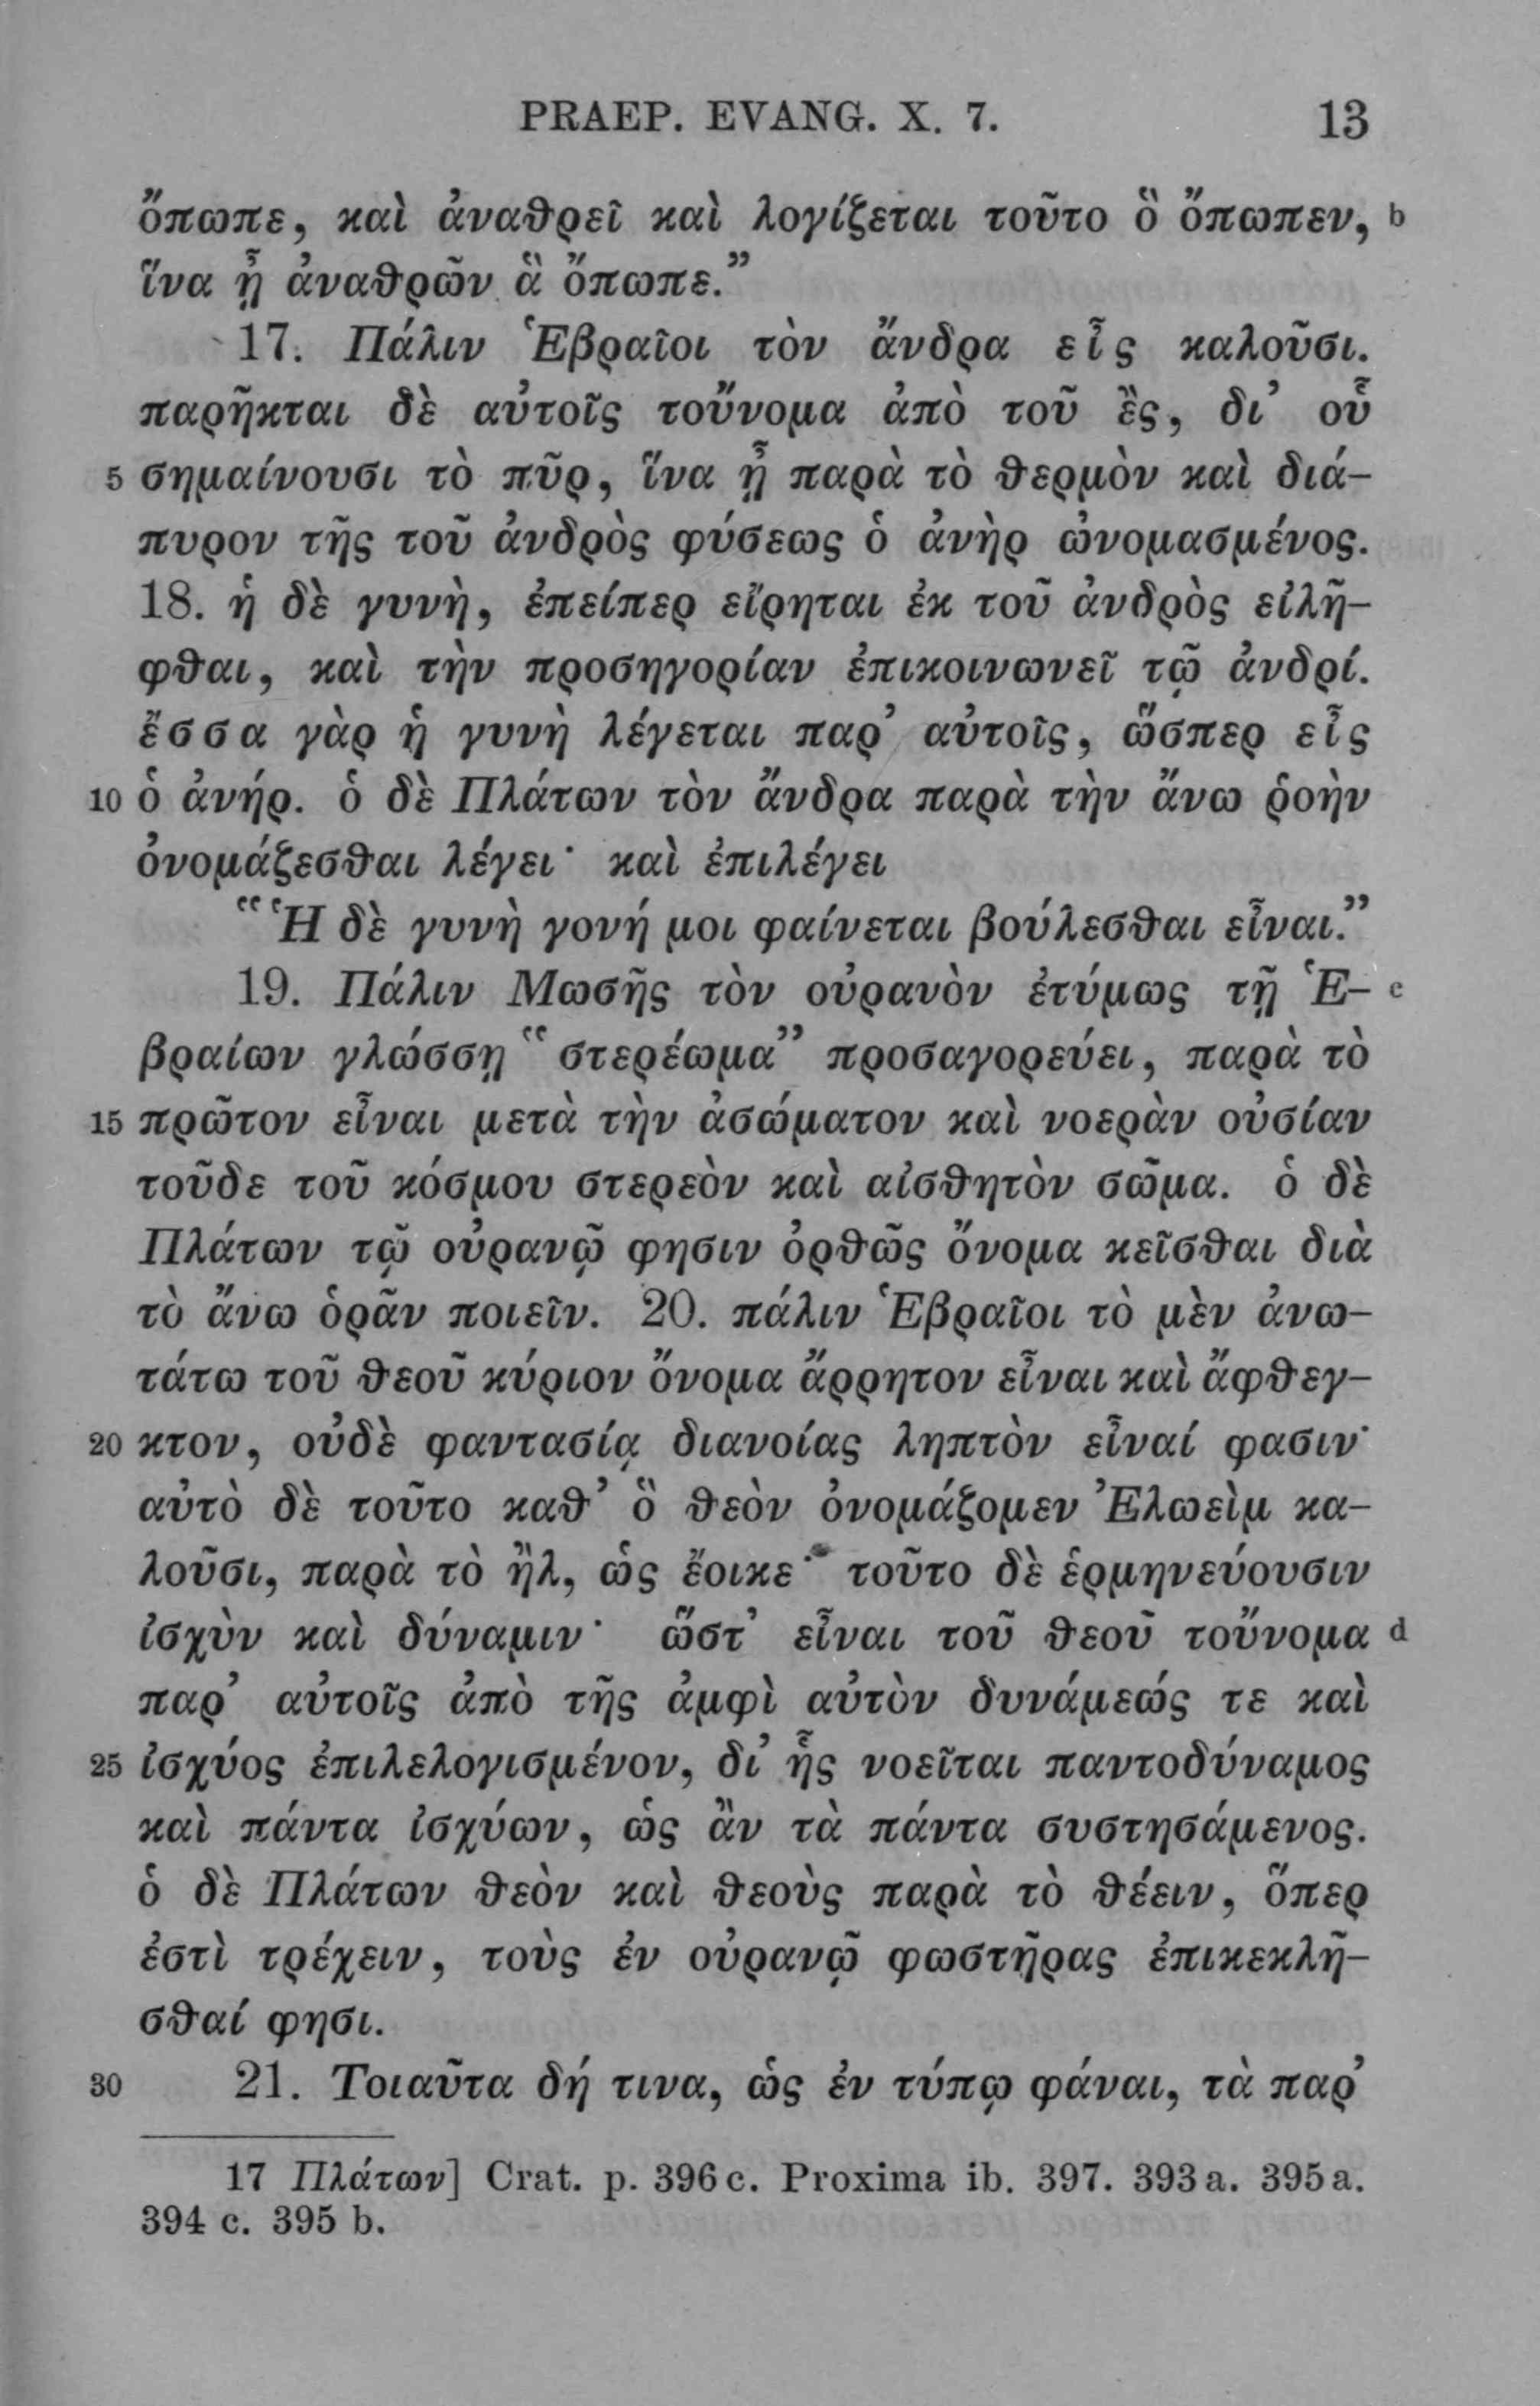 PRAEP. EVANG. X. 7. 13
ὄπωπε, καὶ ἀναθρεῖ καὶ λογίζεται τοῦτο ὃ ὄπωπεν, b
ἵνα ᾖ ἀναθρῶν ἃ ὄπωπε.”
17. Πάλιν Ἑβραῖοι τὸν ἄνδρα εἶς καλοῦσι.
παρῆκται δὲ αὐτοῖς τοὔνομα ἀπὸ τοῦ ἒς, δι’ οὗ
5 σημαίνουσι τὸ πῦρ, ἵνα ᾖ παρὰ τὸ θερμὸν καὶ διά-
πυρον τῆς τοῦ ἀνδρὸς φύσεως ὁ ἀνὴρ ὠνομασμένος.
18. ἡ δὲ γυνὴ, ἐπείπερ εἴρηται ἐκ τοῦ ἀνδρὸς εἰλῆ-
φθαι, καὶ τὴν προσηγορίαν ἐπικοινωνεῖ τῷ ἀνδρί.
ἔσσα γὰρ ἡ γυνὴ λέγεται παρ’ αὐτοῖς, ὥσπερ εἶς
10 ὁ ἀνήρ. ὁ δὲ Πλάτων τὸν ἄνδρα παρὰ τὴν ἄνω ῥοὴν
ὀνομάζεσθαι λέγει· καὶ ἐπιλέγει
“Ἡ δὲ γυνὴ γονή μοι φαίνεται βούλεσθαι εἶναι.”
19. Πάλιν Μωσῆς τὸν οὐρανὸν ἐτύμως τῇ Ἑ- c
βραίων γλώσσῃ “στερέωμα” προσαγορεύει, παρὰ τὸ
15 πρῶτον εἶναι μετὰ τὴν ἀσώματον καὶ νοερὰν οὐσίαν
τοῦδε τοῦ κόσμου στερεὸν καὶ αἰσθητὸν σῶμα. ὁ δὲ
Πλάτων τῷ οὐρανῷ φησιν ὀρθῶς ὄνομα κεῖσθαι διὰ
τὸ ἄνω ὁρᾶν ποιεῖν. 20. πάλιν Ἑβραῖοι τὸ μὲν ἀνω-
τάτω τοῦ θεοῦ κύριον ὄνομα ἄρρητον εἶναι καὶ ἄφθεγ-
20 κτον, οὐδὲ φαντασίᾳ διανοίας ληπτὸν εἶναί φασιν·
αὐτὸ δὲ τοῦτο καθ’ ὃ θεὸν ὀνομάζομεν Ἐλωεὶμ κα-
λοῦσι, παρὰ τὸ ἢλ, ὡς ἔοικε· τοῦτο δὲ ἑρμηνεύουσιν
ἰσχὺν καὶ δύναμιν· ὥστ’ εἶναι τοῦ θεοῦ τοὔνομα d
παρ’ αὐτοῖς ἀπὸ τῆς ἀμφὶ αὐτὸν δυνάμεώς τε καὶ
25 ἰσχύος ἐπιλελογισμένον, δι’ ἧς νοεῖται παντοδύναμος
καὶ πάντα ἰσχύων, ὡς ἂν τὰ πάντα συστησάμενος.
ὁ δὲ Πλάτων θεὸν καὶ θεοὺς παρὰ τὸ θέειν, ὅπερ
ἐστὶ τρέχειν, τοὺς ἐν οὐρανῷ φωστῆρας ἐπικεκλῆ-
σθαί φησι.
30 21. Τοιαῦτα δή τινα, ὡς ἐν τύπῳ φάναι, τὰ παρ’
17 Πλάτων] Crat. p. 396 c. Proxima ib. 397. 393 a. 395 a.
394 c. 395 b.